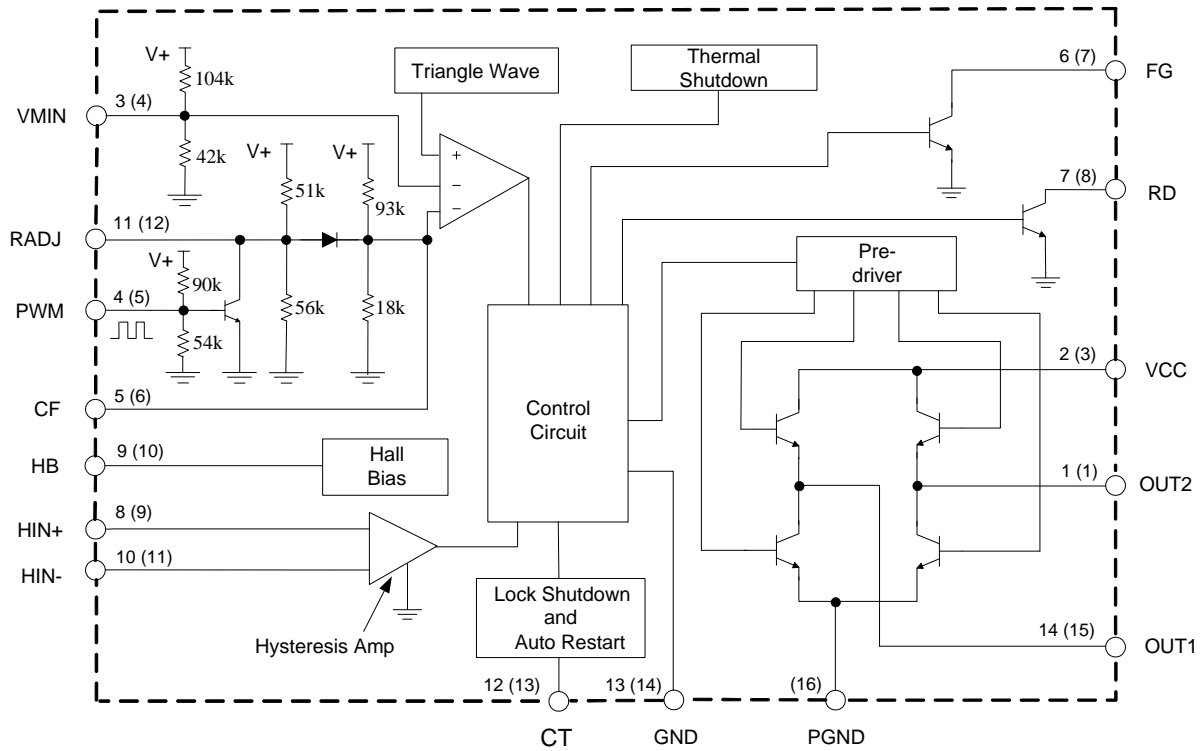 V+
104k
Triangle Wave
Thermal
Shutdown
6 (7)
FG
VMIN
3 (4)
42k
V+
V+
+
−
−
51k
93k
7 (8)
RD
RADJ
11 (12)
V+
90k
Pre-
driver
PWM
4 (5)
56k
18k
54k
2 (3)
VCC
CF
5 (6)
Control
Circuit
HB
9 (10)
Hall
Bias
1 (1)
OUT2
HIN+
8 (9)
HIN-
10 (11)
Lock Shutdown
and
Auto Restart
Hysteresis Amp
14 (15)
OUT1
12 (13)
13 (14)
(16)
CT
GND
PGND